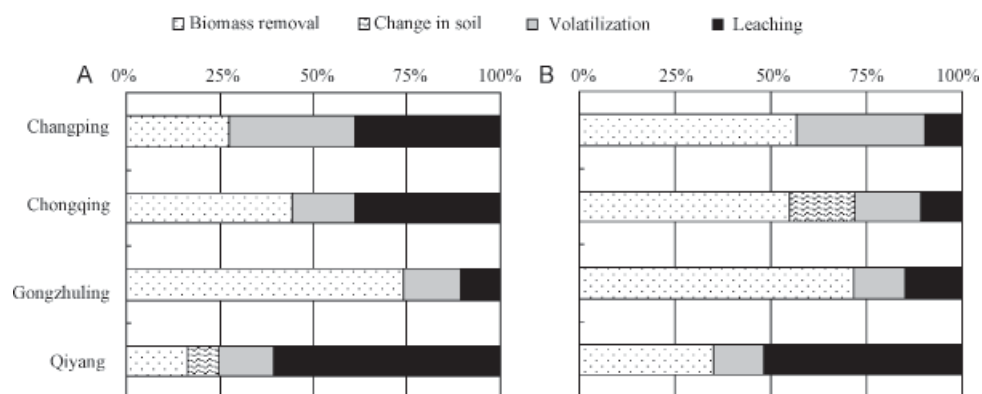 Biomass removal Change in soil Volatilization Leaching
A 0% 25% 50% 75% 100% B 0% 50% 75% 100%
Changping
Chongqing
Gongzhuling
Qiyang